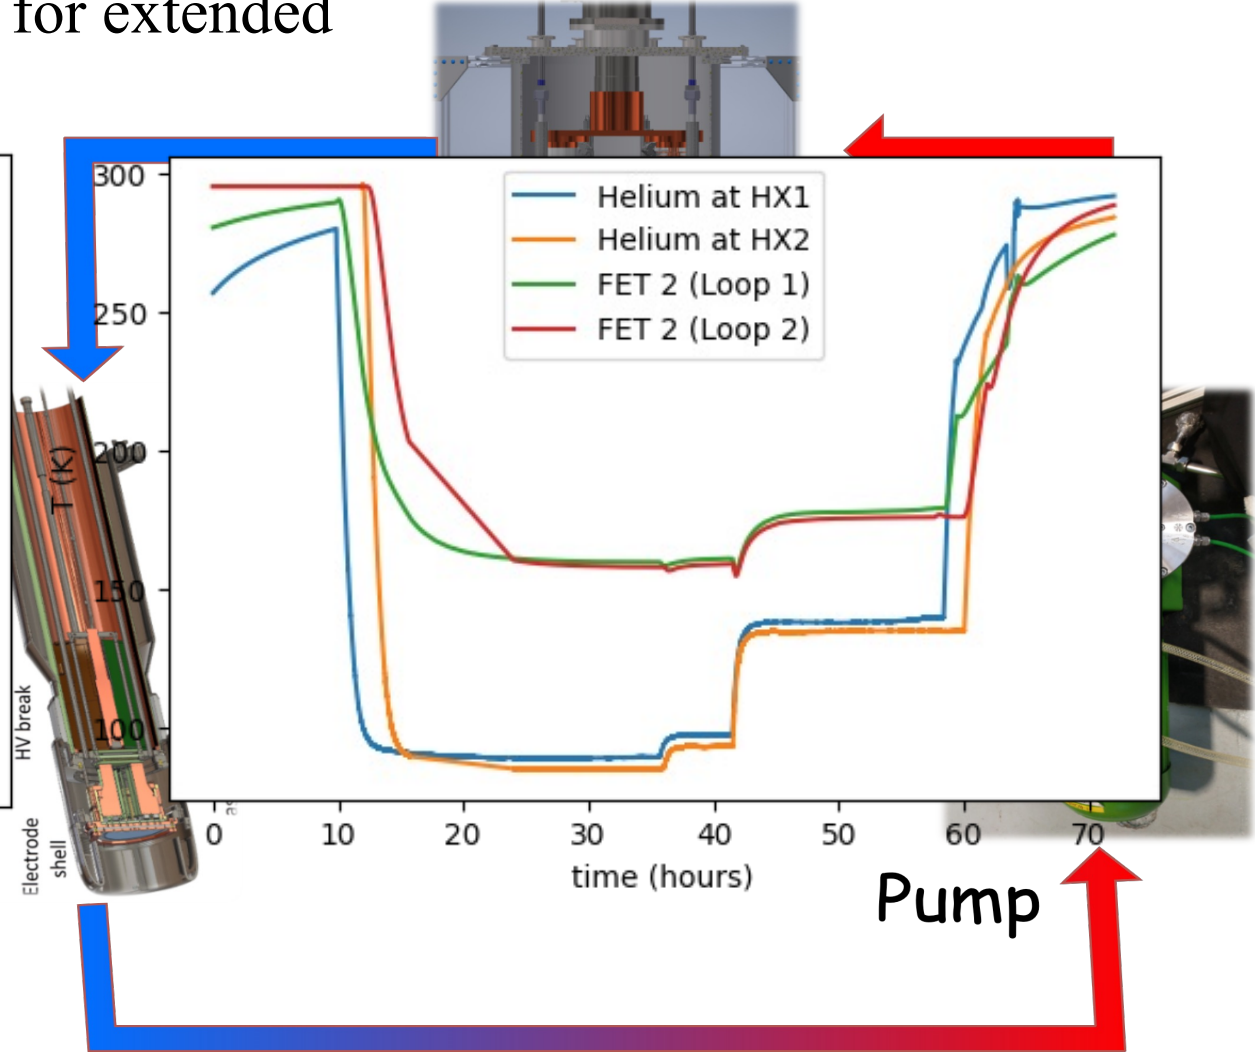 for extended
300
250
200
150
100
T (K)
Helium at HX1
Helium at HX2
FET 2 (Loop 1)
FET 2 (Loop 2)
HV break
Electrode
shell
0 10 20 30 40 50 60 70
time (hours)
Pump